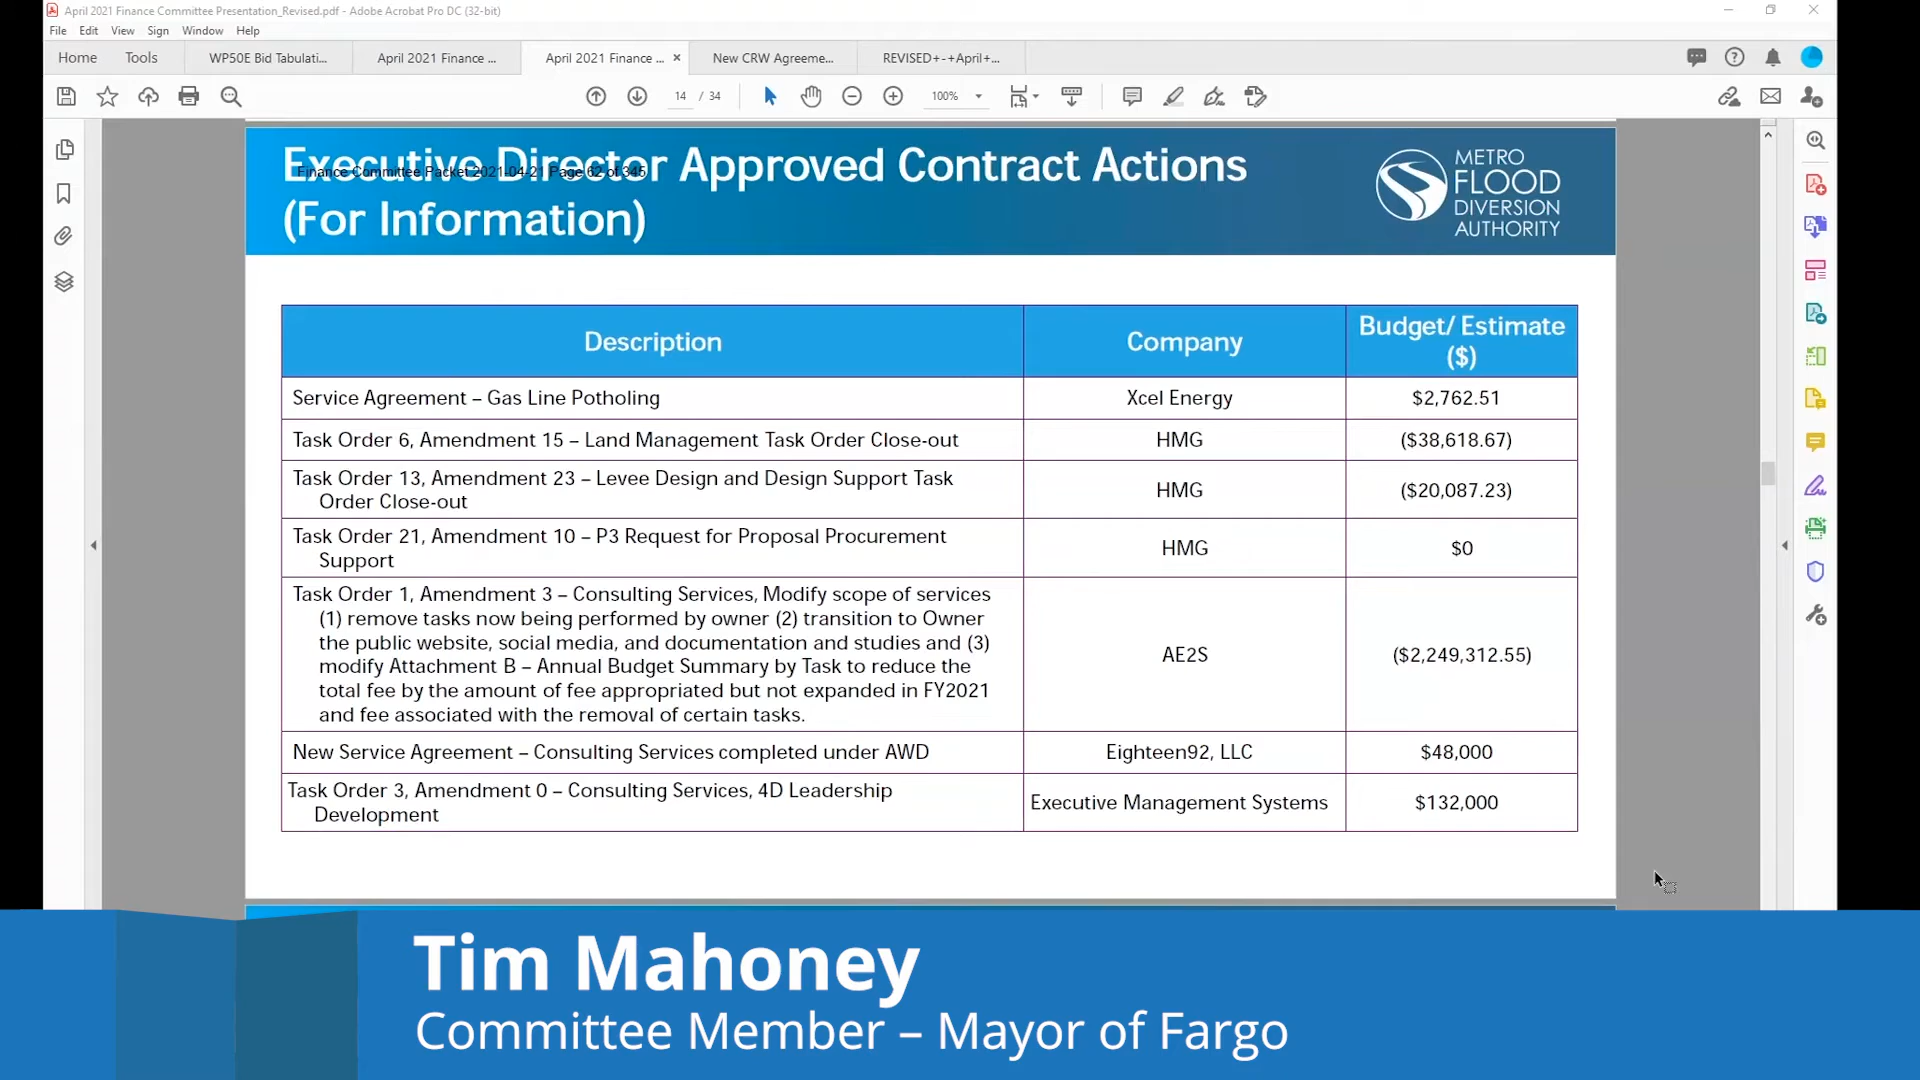 April 2021 Finance Committee Presentation_Revised.pdf - Adobe Acrobat Pro DC (32-bit)
File Edit View Sign Window Help
Home Tools WP50E Bid Tabulati... April 2021 Finance ... April 2021 Finance ... × New CRW Agreeme... REVISED+-+April+...
14 / 34 100%
Executive Director Approved Contract Actions
Finance Committee Packet 2021-04-21 Page 62 of 345
(For Information)
METRO
FLOOD
DIVERSION
AUTHORITY
Description Company Budget/ Estimate
($)
Service Agreement – Gas Line Potholing Xcel Energy $2,762.51
Task Order 6, Amendment 15 – Land Management Task Order Close-out HMG ($38,618.67)
Task Order 13, Amendment 23 – Levee Design and Design Support Task
Order Close-out HMG ($20,087.23)
Task Order 21, Amendment 10 – P3 Request for Proposal Procurement
Support HMG $0
Task Order 1, Amendment 3 – Consulting Services, Modify scope of services
(1) remove tasks now being performed by owner (2) transition to Owner
the public website, social media, and documentation and studies and (3)
modify Attachment B – Annual Budget Summary by Task to reduce the
total fee by the amount of fee appropriated but not expanded in FY2021
and fee associated with the removal of certain tasks.
AE2S ($2,249,312.55)
New Service Agreement – Consulting Services completed under AWD Eighteen92, LLC $48,000
Task Order 3, Amendment 0 – Consulting Services, 4D Leadership
Development Executive Management Systems $132,000
Tim Mahoney
Committee Member – Mayor of Fargo